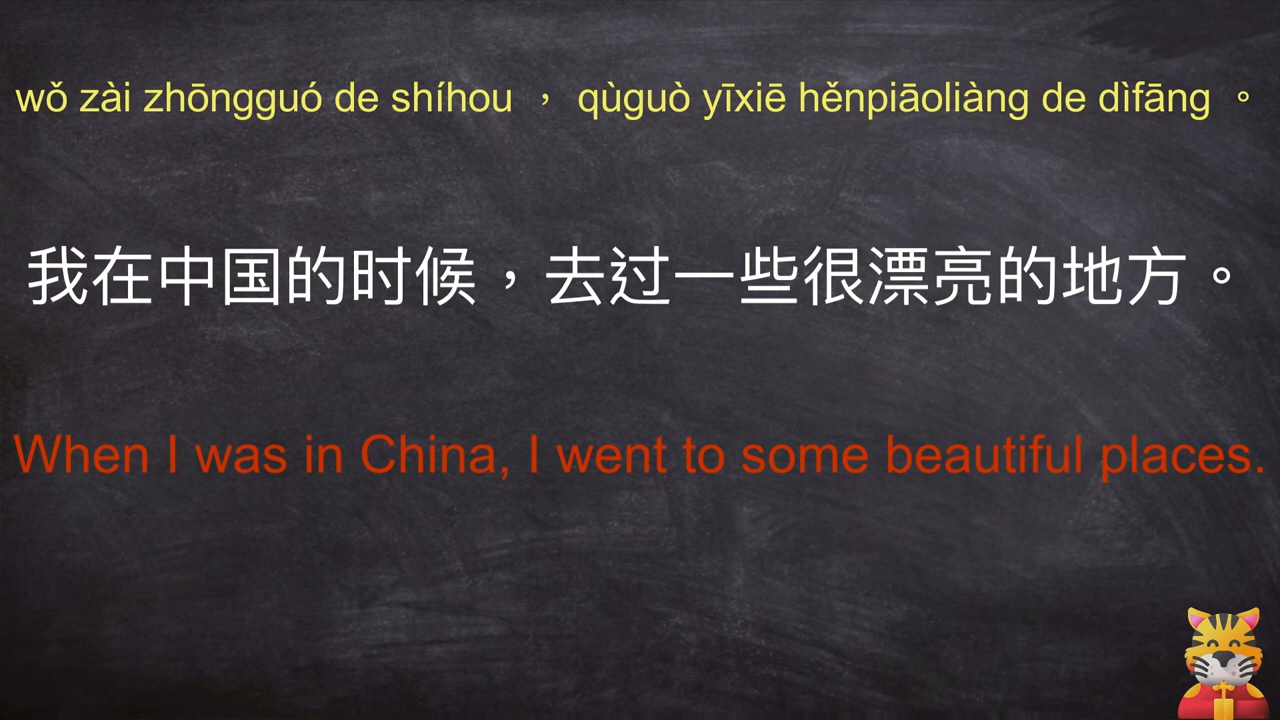 wǒ zài zhōngguó de shíhou ， qùguò yīxiē hěnpiāoliàng de dìfāng 。
我在中国的时候，去过一些很漂亮的地方。
When I was in China, I went to some beautiful places.